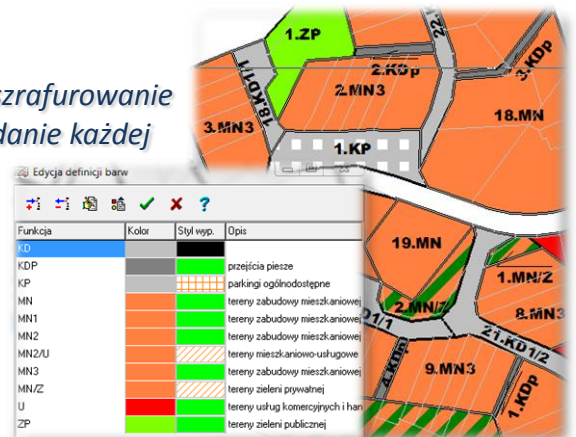 szrafurowanie
danie każdej
1.ZP
22.
2.KDp
3.KDp
18.KD1/1
2.MN3
18.MN
3.MN3
1.KP
19.MN
1.MN/Z
2.MN/Z
8.MN3
D1/1
21.KD1/2
4.KDp
9.MN3
1.KDp
Edycja definicji barw
Funkcja Kolor Styl wyp. Opis
KD
KDP przejścia piesze
KP parkingi ogólnodostępne
MN tereny zabudowy mieszkaniowej
MN1 tereny zabudowy mieszkaniowej
MN2 tereny zabudowy mieszkaniowej
MN2/U tereny mieszkaniowo-usługowe
MN3 tereny zabudowy mieszkaniowej
MN/Z tereny zieleni prywatnej
U tereny usług komercyjnych i han
ZP tereny zieleni publicznej